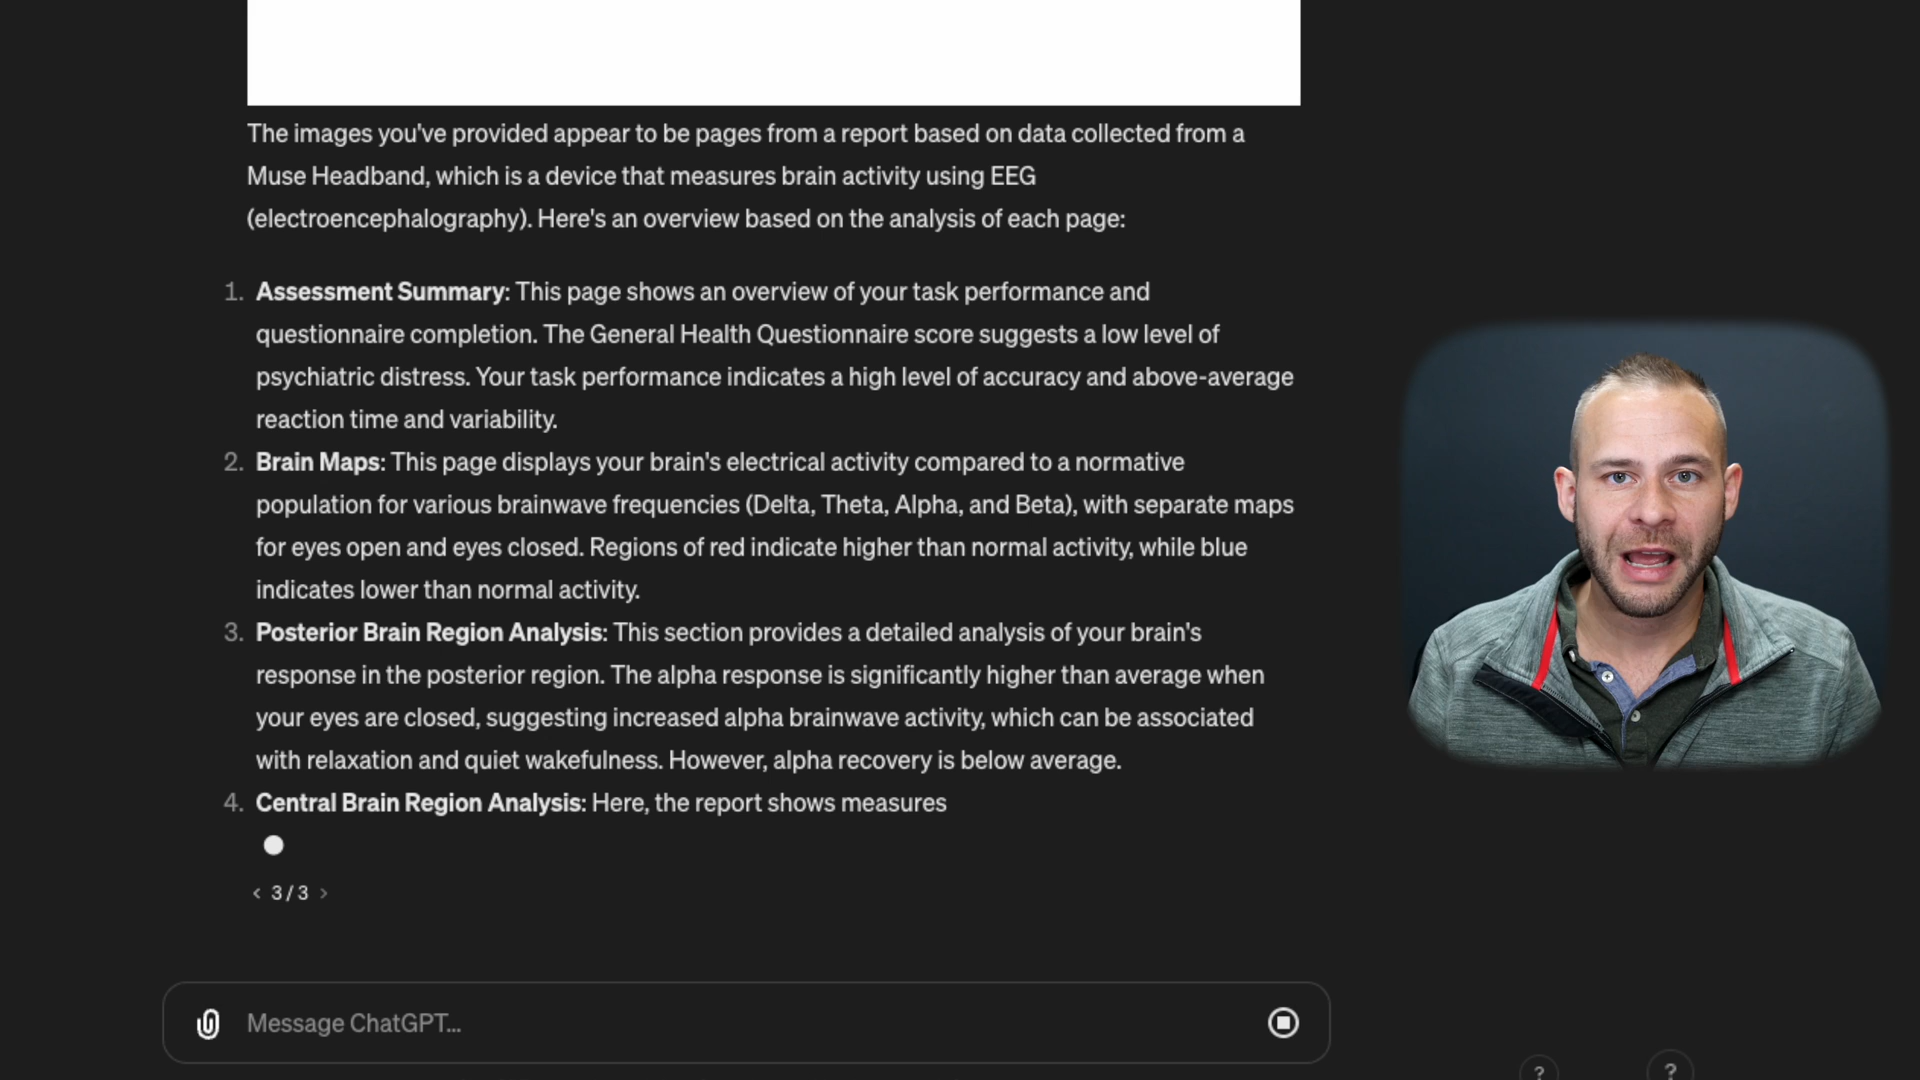 The images you've provided appear to be pages from a report based on data collected from a
Muse Headband, which is a device that measures brain activity using EEG
(electroencephalography). Here's an overview based on the analysis of each page:
1. Assessment Summary: This page shows an overview of your task performance and
questionnaire completion. The General Health Questionnaire score suggests a low level of
psychiatric distress. Your task performance indicates a high level of accuracy and above-average
reaction time and variability.
2. Brain Maps: This page displays your brain's electrical activity compared to a normative
population for various brainwave frequencies (Delta, Theta, Alpha, and Beta), with separate maps
for eyes open and eyes closed. Regions of red indicate higher than normal activity, while blue
indicates lower than normal activity.
3. Posterior Brain Region Analysis: This section provides a detailed analysis of your brain's
response in the posterior region. The alpha response is significantly higher than average when
your eyes are closed, suggesting increased alpha brainwave activity, which can be associated
with relaxation and quiet wakefulness. However, alpha recovery is below average.
4. Central Brain Region Analysis: Here, the report shows measures
< 3 / 3 >
Message ChatGPT...
? ?